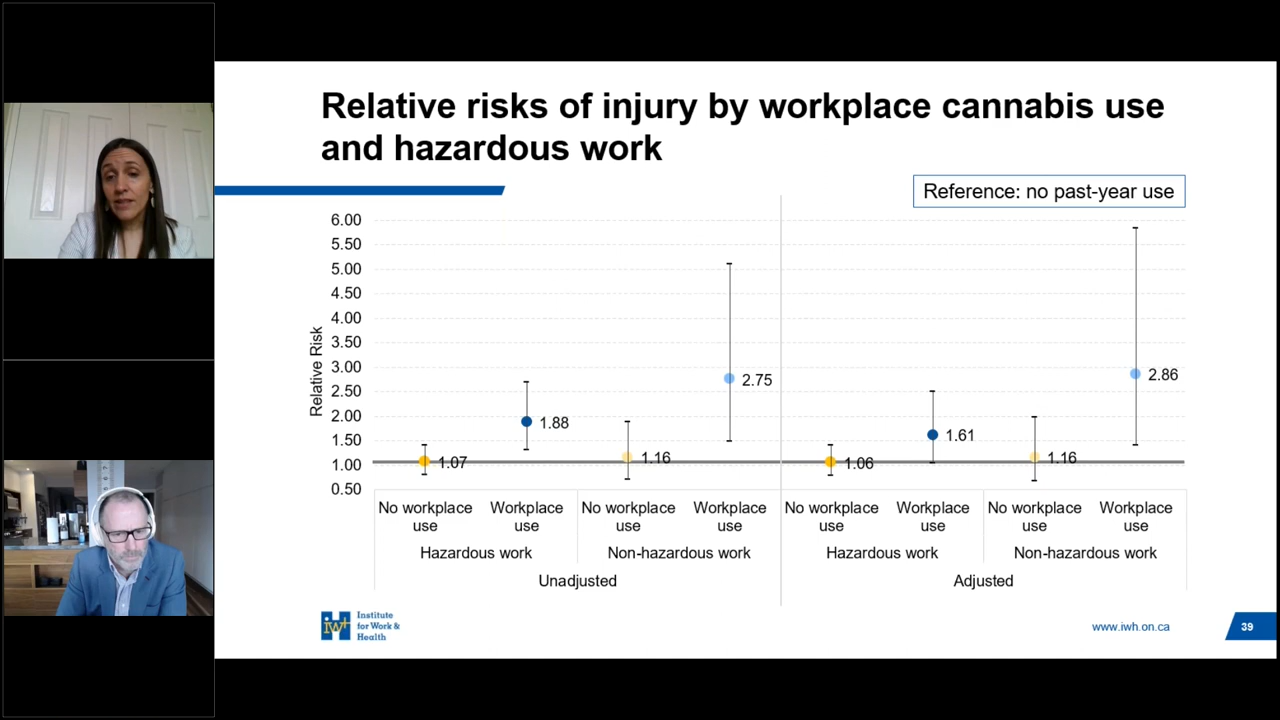 Relative risks of injury by workplace cannabis use
and hazardous work
Reference: no past-year use
6.00
5.50
5.00
4.50
4.00
3.50
3.00
2.50
2.00
1.50
1.00
0.50
Relative Risk
1.07
1.88
1.16
2.75
1.06
1.61
1.16
2.86
No workplace
use
Workplace
use
No workplace
use
Workplace
use
No workplace
use
Workplace
use
No workplace
use
Workplace
use
Hazardous work
Non-hazardous work
Hazardous work
Non-hazardous work
Unadjusted
Adjusted
iwh
Institute
for Work &
Health
www.iwh.on.ca
39